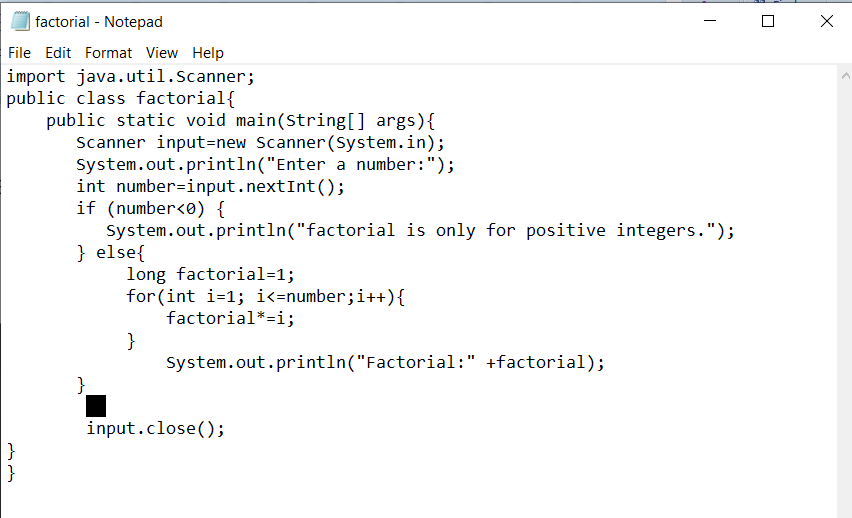 factorial - Notepad
File Edit Format View Help
import java.util.Scanner;
public class factorial{
    public static void main(String[] args){
       Scanner input=new Scanner(System.in);
       System.out.println("Enter a number:");
       int number=input.nextInt();
       if (number<0) {
          System.out.println("factorial is only for positive integers.");
       } else{
            long factorial=1;
            for(int i=1; i<=number;i++){
                factorial*=i;
            }
                System.out.println("Factorial:" +factorial);
       }
        input.close();
}
}